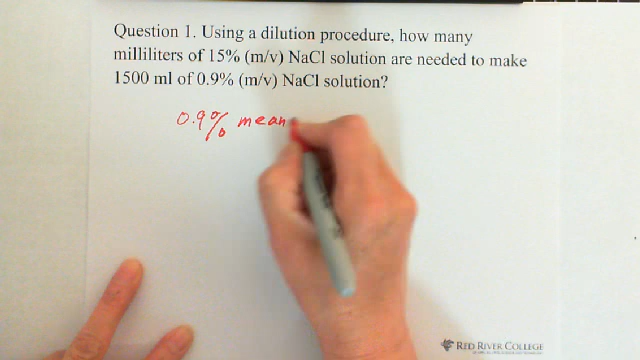 Question 1. Using a dilution procedure, how many
milliliters of 15% (m/v) NaCl solution are needed to make
1500 ml of 0.9% (m/v) NaCl solution?
0.9% mean
RED RIVER COLLEGE